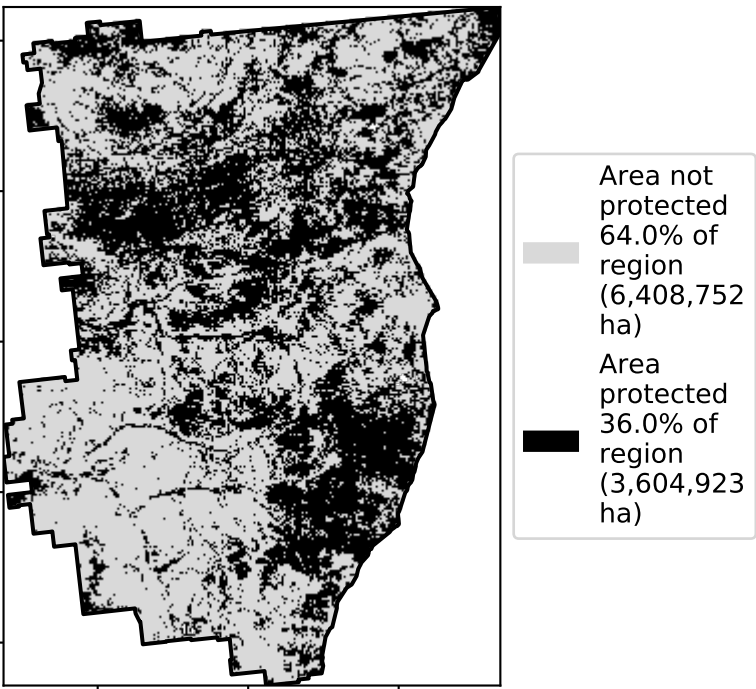 Area not
protected
64.0% of
region
(6,408,752
ha)
Area
protected
36.0% of
region
(3,604,923
ha)